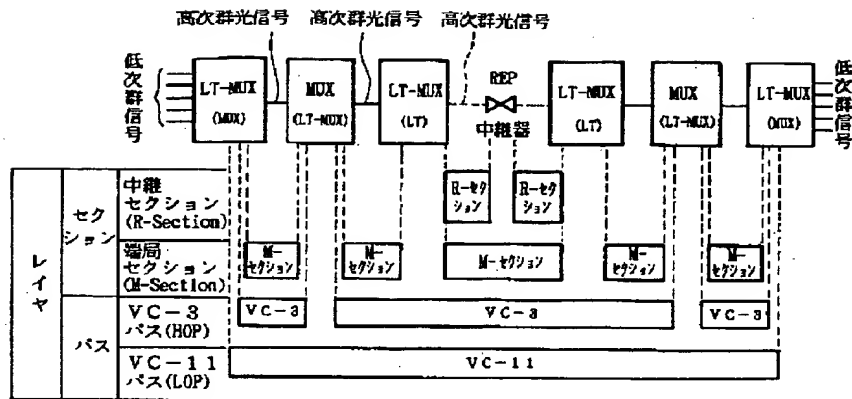 高次群光信号 高次群光信号 高次群光信号
低次群信号
LT-MUX
(MUX)
MUX
(LT-MUX)
LT-MUX
(LT)
REP
中継器
LT-MUX
(LT)
MUX
(LT-MUX)
LT-MUX
(MUX)
低次群信号
レイヤ
セクション
中継
セクション
(R-Section)
R-セクション
R-セクション
端局
セクション
(M-Section)
M-セクション
M-セクション
M-セクション
M-セクション
M-セクション
パス
VC-3
パス(HOP)
VC-3
VC-3
VC-3
VC-11
パス(LOP)
VC-11